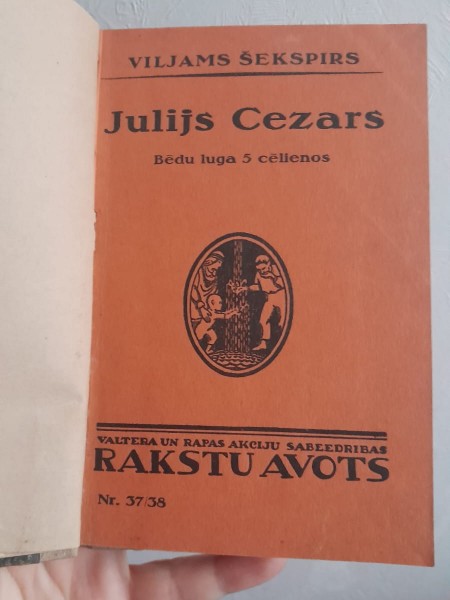 VILJAMS ŠEKSPIRS
Julijs Cezars
Bēdu luga 5 cēlienos
VALTERA UN RAPAS AKCIJU SABEEDRIBAS
RAKSTU AVOTS
Nr. 37/38